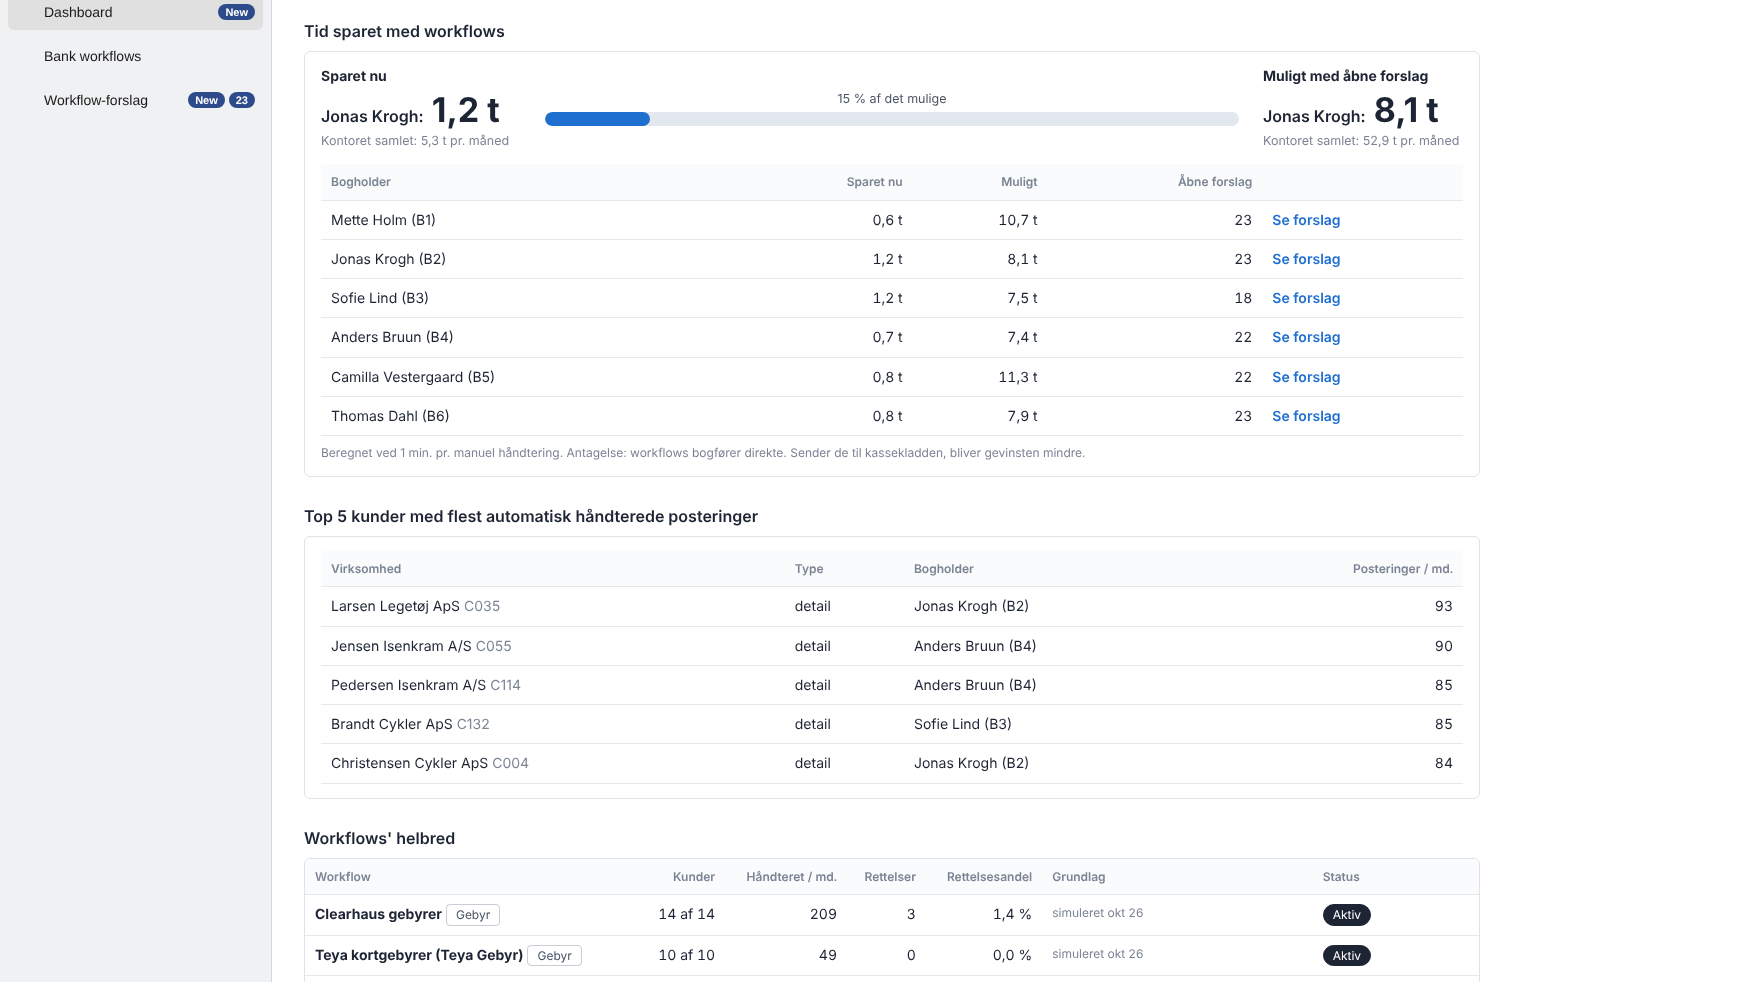 Dashboard New
Bank workflows
Workflow-forslag New 23
Tid sparet med workflows
Sparet nu
Jonas Krogh: 1,2 t
Kontoret samlet: 5,3 t pr. måned
15 % af det mulige
Muligt med åbne forslag
Jonas Krogh: 8,1 t
Kontoret samlet: 52,9 t pr. måned
Bogholder Sparet nu Muligt Åbne forslag
Mette Holm (B1) 0,6 t 10,7 t 23 Se forslag
Jonas Krogh (B2) 1,2 t 8,1 t 23 Se forslag
Sofie Lind (B3) 1,2 t 7,5 t 18 Se forslag
Anders Bruun (B4) 0,7 t 7,4 t 22 Se forslag
Camilla Vestergaard (B5) 0,8 t 11,3 t 22 Se forslag
Thomas Dahl (B6) 0,8 t 7,9 t 23 Se forslag
Beregnet ved 1 min. pr. manuel håndtering. Antagelse: workflows bogfører direkte. Sender de til kassekladden, bliver gevinsten mindre.
Top 5 kunder med flest automatisk håndterede posteringer
Virksomhed Type Bogholder Posteringer / md.
Larsen Legetøj ApS C035 detail Jonas Krogh (B2) 93
Jensen Isenkram A/S C055 detail Anders Bruun (B4) 90
Pedersen Isenkram A/S C114 detail Anders Bruun (B4) 85
Brandt Cykler ApS C132 detail Sofie Lind (B3) 85
Christensen Cykler ApS C004 detail Jonas Krogh (B2) 84
Workflows' helbred
Workflow Kunder Håndteret / md. Rettelser Rettelsesandel Grundlag Status
Clearhaus gebyrer Gebyr 14 af 14 209 3 1,4 % simuleret okt 26 Aktiv
Teya kortgebyrer (Teya Gebyr) Gebyr 10 af 10 49 0 0,0 % simuleret okt 26 Aktiv